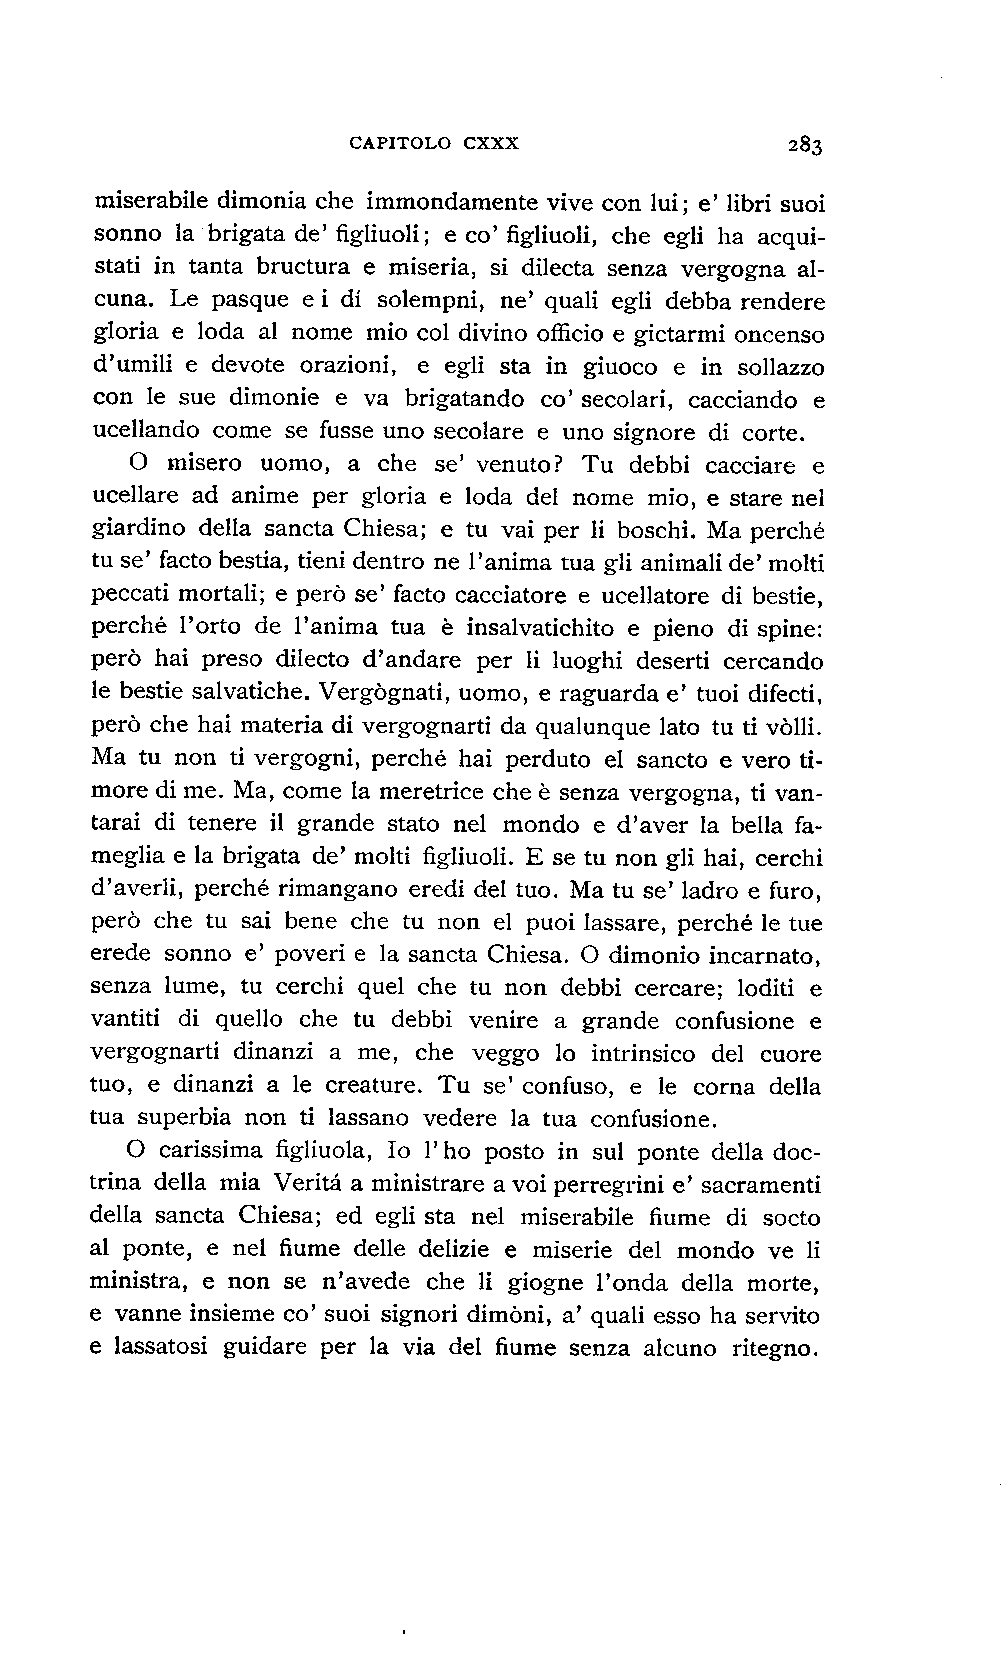 CAPITOLO CXXX 283
miserabile dimonia che immondamente vive con lui; e' libri suoi
sonno la brigata de' figliuoli; e co' figliuoli, che egli ha acqui-
stati in tanta bructura e miseria, si dilecta senza vergogna al-
cuna. Le pasque e i dí solempni, ne' quali egli debba rendere
gloria e loda al nome mio col divino officio e gictarmi oncenso
d'umili e devote orazioni, e egli sta in giuoco e in sollazzo
con le sue dimonie e va brigatando co' secolari, cacciando e
ucellando come se fusse uno secolare e uno signore di corte.
O misero uomo, a che se' venuto? Tu debbi cacciare e
ucellare ad anime per gloria e loda del nome mio, e stare nel
giardino della sancta Chiesa; e tu vai per li boschi. Ma perché
tu se' facto bestia, tieni dentro ne l'anima tua gli animali de' molti
peccati mortali; e però se' facto cacciatore e ucellatore di bestie,
perché l'orto de l'anima tua è insalvatichito e pieno di spine:
però hai preso dilecto d'andare per li luoghi deserti cercando
le bestie salvatiche. Vergògnati, uomo, e raguarda e' tuoi difecti,
però che hai materia di vergognarti da qualunque lato tu ti vòlli.
Ma tu non ti vergogni, perché hai perduto el sancto e vero ti-
more di me. Ma, come la meretrice che è senza vergogna, ti van-
tarai di tenere il grande stato nel mondo e d'aver la bella fa-
meglia e la brigata de' molti figliuoli. E se tu non gli hai, cerchi
d'averli, perché rimangano eredi del tuo. Ma tu se' ladro e furo,
però che tu sai bene che tu non el puoi lassare, perché le tue
erede sonno e' poveri e la sancta Chiesa. O dimonio incarnato,
senza lume, tu cerchi quel che tu non debbi cercare; loditi e
vantiti di quello che tu debbi venire a grande confusione e
vergognarti dinanzi a me, che veggo lo intrinsico del cuore
tuo, e dinanzi a le creature. Tu se' confuso, e le corna della
tua superbia non ti lassano vedere la tua confusione.
O carissima figliuola, Io l'ho posto in sul ponte della doc-
trina della mia Veritá a ministrare a voi perregrini e' sacramenti
della sancta Chiesa; ed egli sta nel miserabile fiume di socto
al ponte, e nel fiume delle delizie e miserie del mondo ve li
ministra, e non se n'avede che li giogne l'onda della morte,
e vanne insieme co' suoi signori dimòni, a' quali esso ha servito
e lassatosi guidare per la via del fiume senza alcuno ritegno.